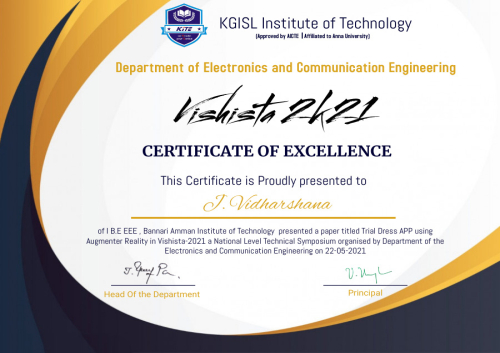 KGISL Institute of Technology
(Approved by AICTE | Affiliated to Anna University)
KiTE
Department of Electronics and Communication Engineering
Vishista 2k21
CERTIFICATE OF EXCELLENCE
This Certificate is Proudly presented to
J. Vidharshana
of I B.E EEE , Bannari Amman Institute of Technology presented a paper titled Trial Dress APP using
Augmenter Reality in Vishista-2021 a National Level Technical Symposium organised by Department of the
Electronics and Communication Engineering on 22-05-2021
Head Of the Department
Principal